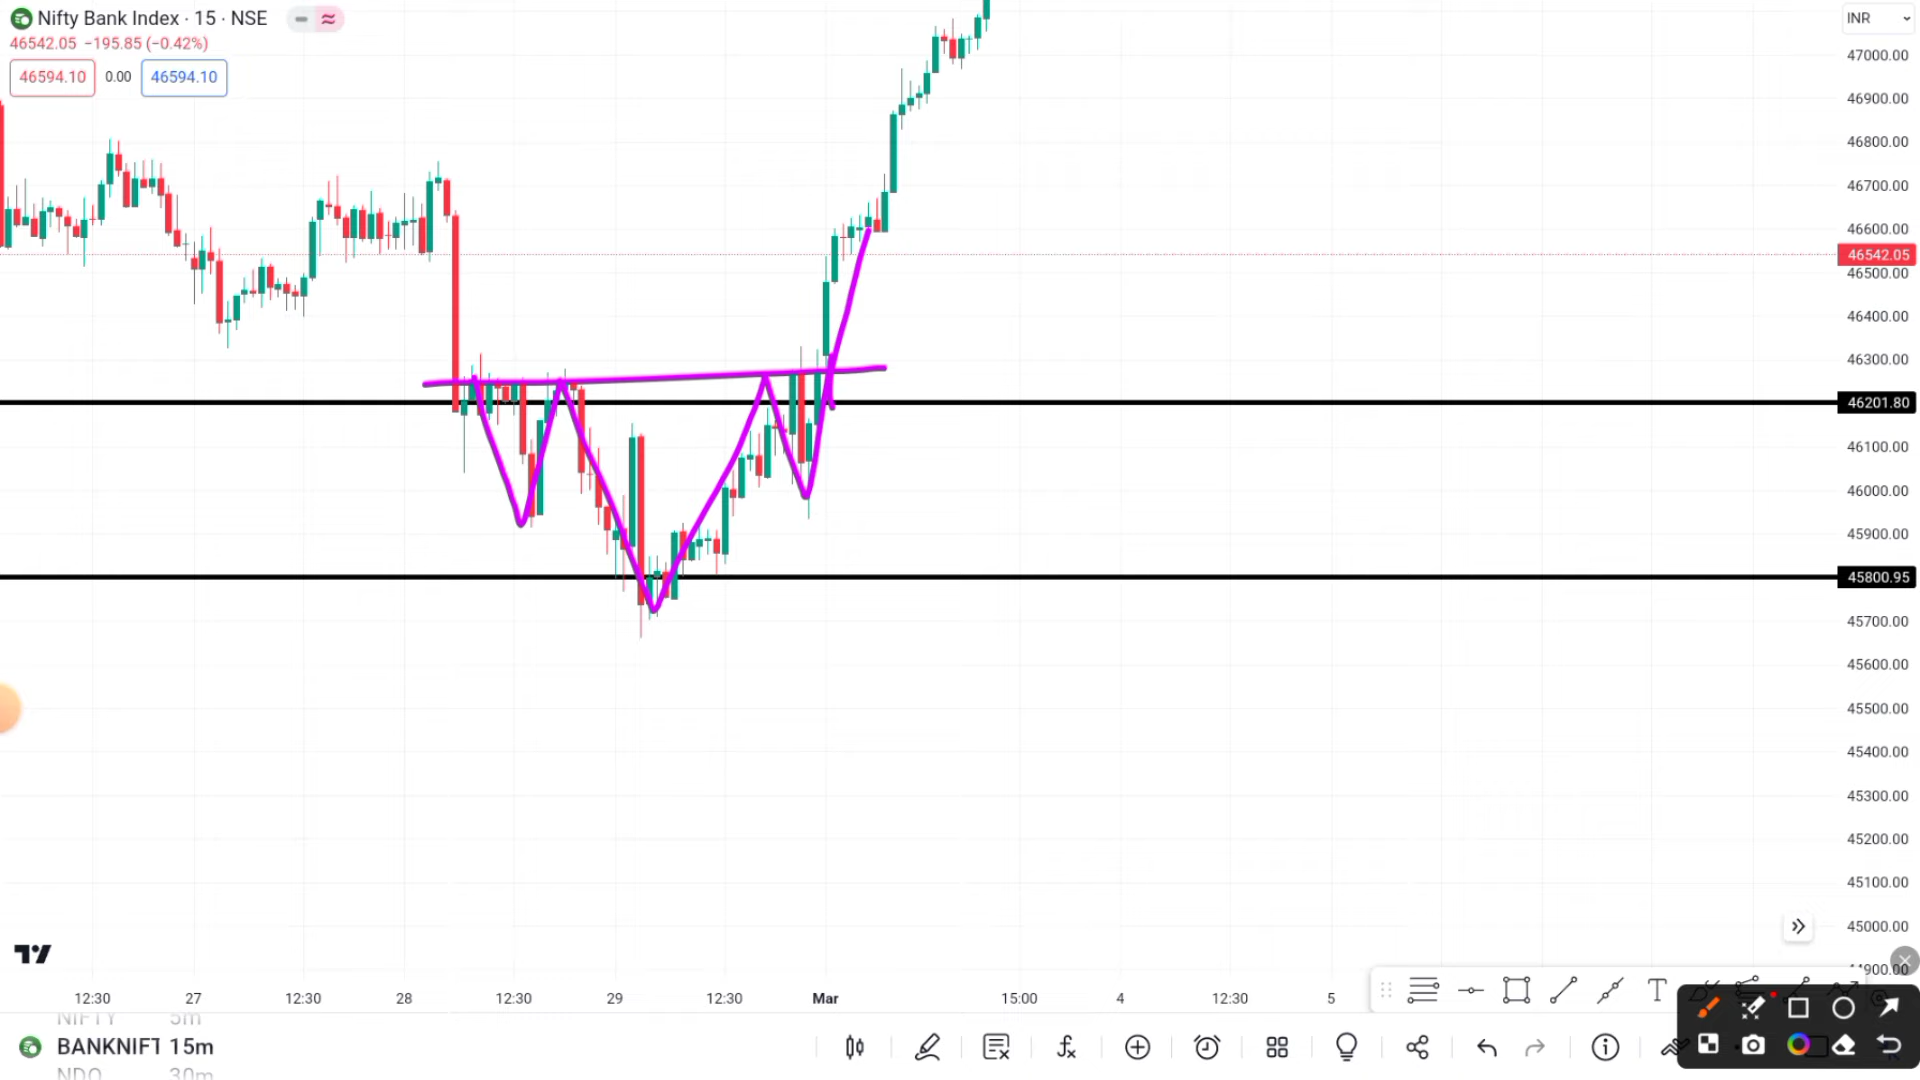 Nifty Bank Index · 15 · NSE
46542.05 −195.85 (−0.42%)
46594.10 0.00 46594.10
INR
47000.00
46900.00
46800.00
46700.00
46600.00
46542.05
46500.00
46400.00
46300.00
46201.80
46100.00
46000.00
45900.00
45800.95
45700.00
45600.00
45500.00
45400.00
45300.00
45200.00
45100.00
45000.00
12:30 27 12:30 28 12:30 29 12:30 Mar 15:00 4 12:30 5
NIFTY 5m
BANKNIFT 15m
30m